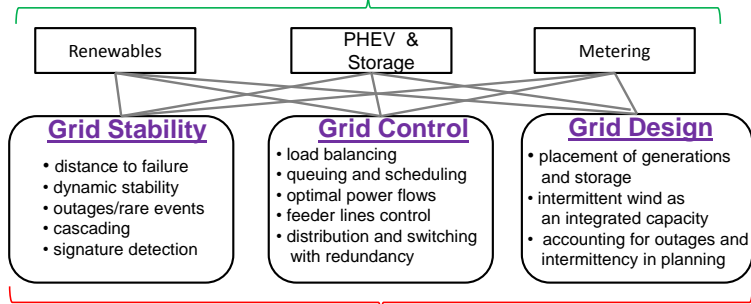 Renewables
PHEV &
Storage
Metering
Grid Stability
• distance to failure
• dynamic stability
• outages/rare events
• cascading
• signature detection
Grid Control
• load balancing
• queuing and scheduling
• optimal power flows
• feeder lines control
• distribution and switching
with redundancy
Grid Design
• placement of generations
and storage
• intermittent wind as
an integrated capacity
• accounting for outages and
intermittency in planning